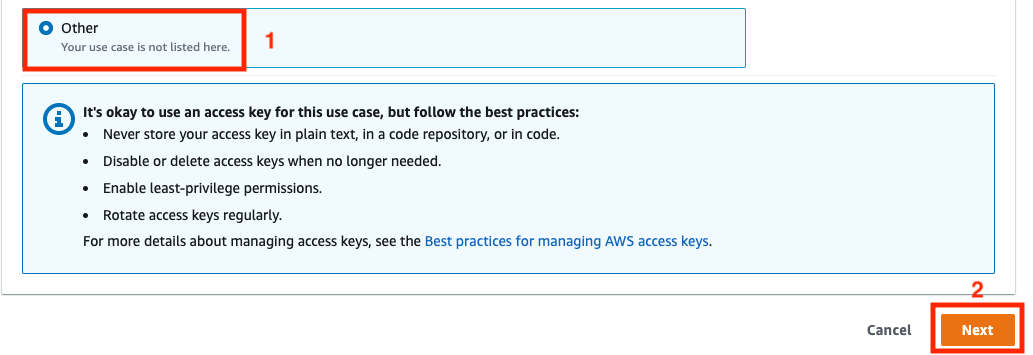 Other
Your use case is not listed here.
1
It's okay to use an access key for this use case, but follow the best practices:
• Never store your access key in plain text, in a code repository, or in code.
• Disable or delete access keys when no longer needed.
• Enable least-privilege permissions.
• Rotate access keys regularly.
For more details about managing access keys, see the Best practices for managing AWS access keys.
2
Cancel Next